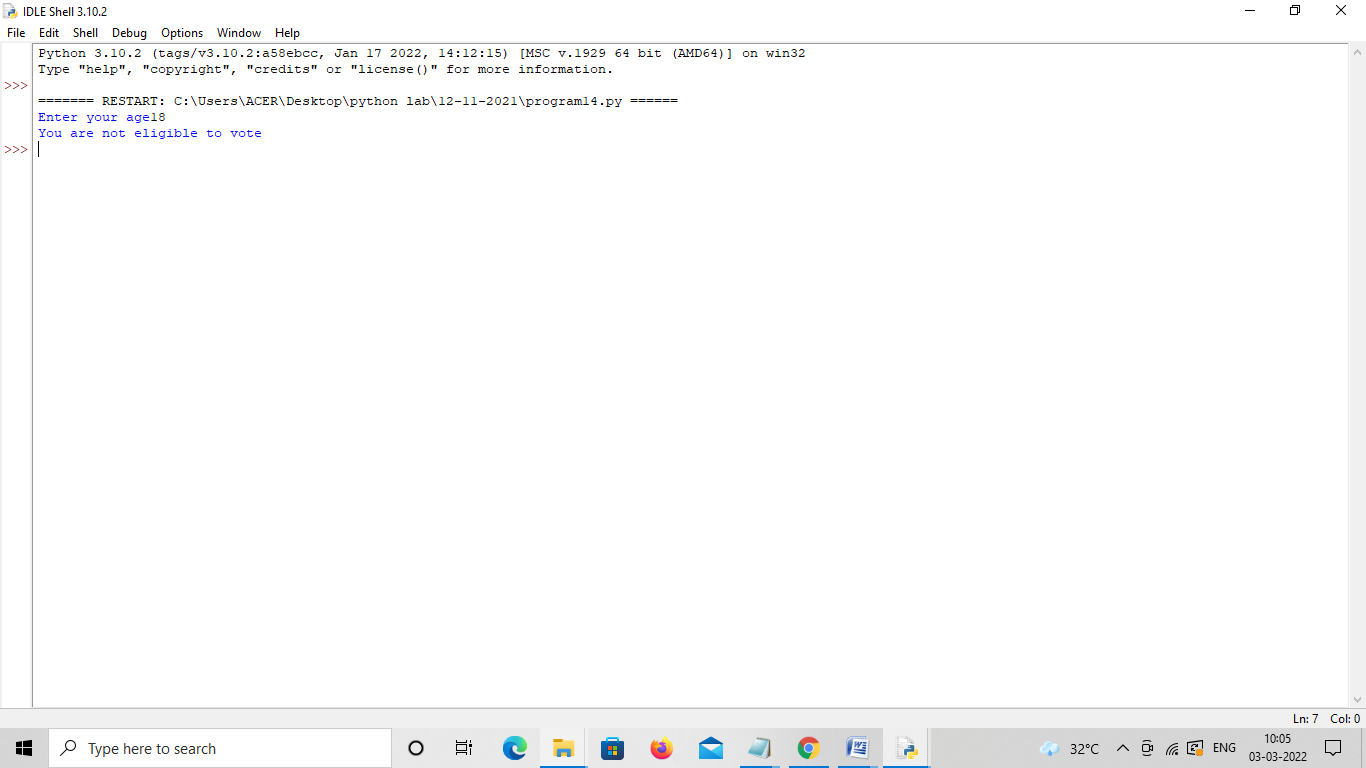 IDLE Shell 3.10.2
File Edit Shell Debug Options Window Help
Python 3.10.2 (tags/v3.10.2:a58ebcc, Jan 17 2022, 14:12:15) [MSC v.1929 64 bit (AMD64)] on win32
Type "help", "copyright", "credits" or "license()" for more information.
>>>
======= RESTART: C:\Users\ACER\Desktop\python lab\12-11-2021\program14.py ======
Enter your age18
You are not eligible to vote
>>>
Ln: 7 Col: 0
Type here to search
32°C
ENG
10:05
03-03-2022